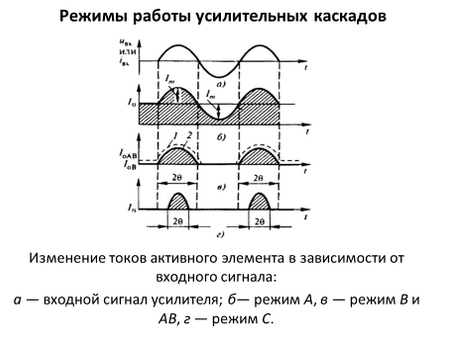 Режимы работы усилительных каскадов
uвх
или
iвх
t
а)
Im
Im
I0
t
б)
I0АВ
I0В
1
2
t
2θ
в)
2θ
2θ
2θ
t
г)
Изменение токов активного элемента в зависимости от
входного сигнала:
а — входной сигнал усилителя; б— режим А, в — режим В и
АВ, г — режим С.